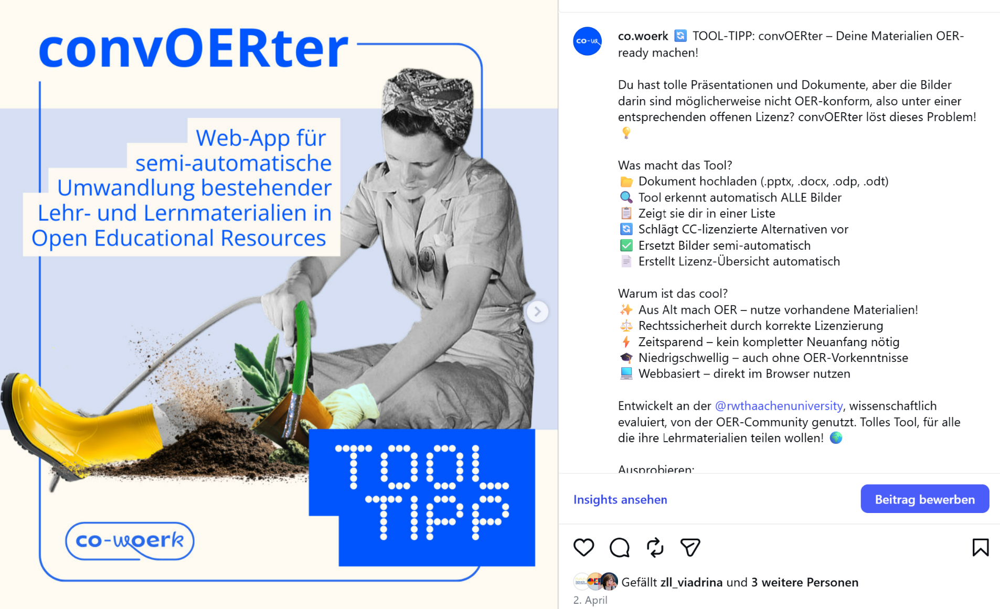 convOERter
Web-App für
semi-automatische
Umwandlung bestehender
Lehr- und Lernmaterialien in
Open Educational Resources
19
TOOL
TIPP
co-woerk
co-w
co.woerk 🔄 TOOL-TIPP: convOERter – Deine Materialien OER-
ready machen!
Du hast tolle Präsentationen und Dokumente, aber die Bilder
darin sind möglicherweise nicht OER-konform, also unter einer
entsprechenden offenen Lizenz? convOERter löst dieses Problem!
💡
Was macht das Tool?
📂 Dokument hochladen (.pptx, .docx, .odp, .odt)
🔍 Tool erkennt automatisch ALLE Bilder
📋 Zeigt sie dir in einer Liste
🔄 Schlägt CC-lizenzierte Alternativen vor
✅ Ersetzt Bilder semi-automatisch
📄 Erstellt Lizenz-Übersicht automatisch
Warum ist das cool?
✨ Aus Alt mach OER – nutze vorhandene Materialien!
⚖️ Rechtssicherheit durch korrekte Lizenzierung
⚡ Zeitsparend – kein kompletter Neuanfang nötig
🎓 Niedrigschwellig – auch ohne OER-Vorkenntnisse
💻 Webbasiert – direkt im Browser nutzen
Entwickelt an der @rwthaachenuniversity, wissenschaftlich
evaluiert, von der OER-Community genutzt. Tolles Tool, für alle
die ihre Lehrmaterialien teilen wollen! 🌍
Ausprobieren:
Insights ansehen
Beitrag bewerben
OER
Gefällt zll_viadrina und 3 weitere Personen
2. April